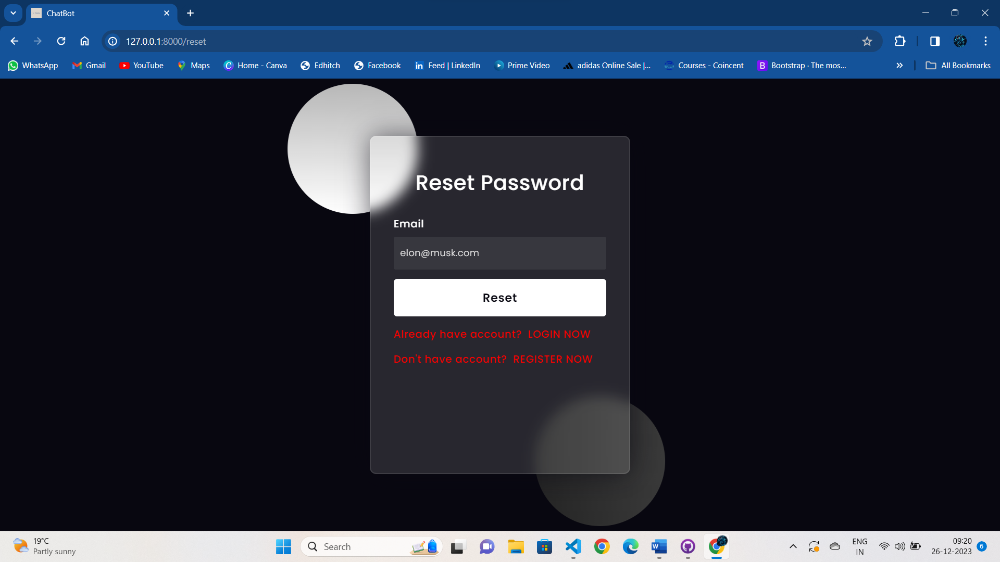 ChatBot
127.0.0.1:8000/reset
WhatsApp Gmail YouTube Maps Home - Canva Edhitch Facebook Feed | LinkedIn Prime Video adidas Online Sale |... Courses - Coincent Bootstrap · The mos... All Bookmarks
Reset Password
Email
elon@musk.com
Reset
Already have account? LOGIN NOW
Don't have account? REGISTER NOW
19°C
Partly sunny
Search
ENG
IN
09:20
26-12-2023
6